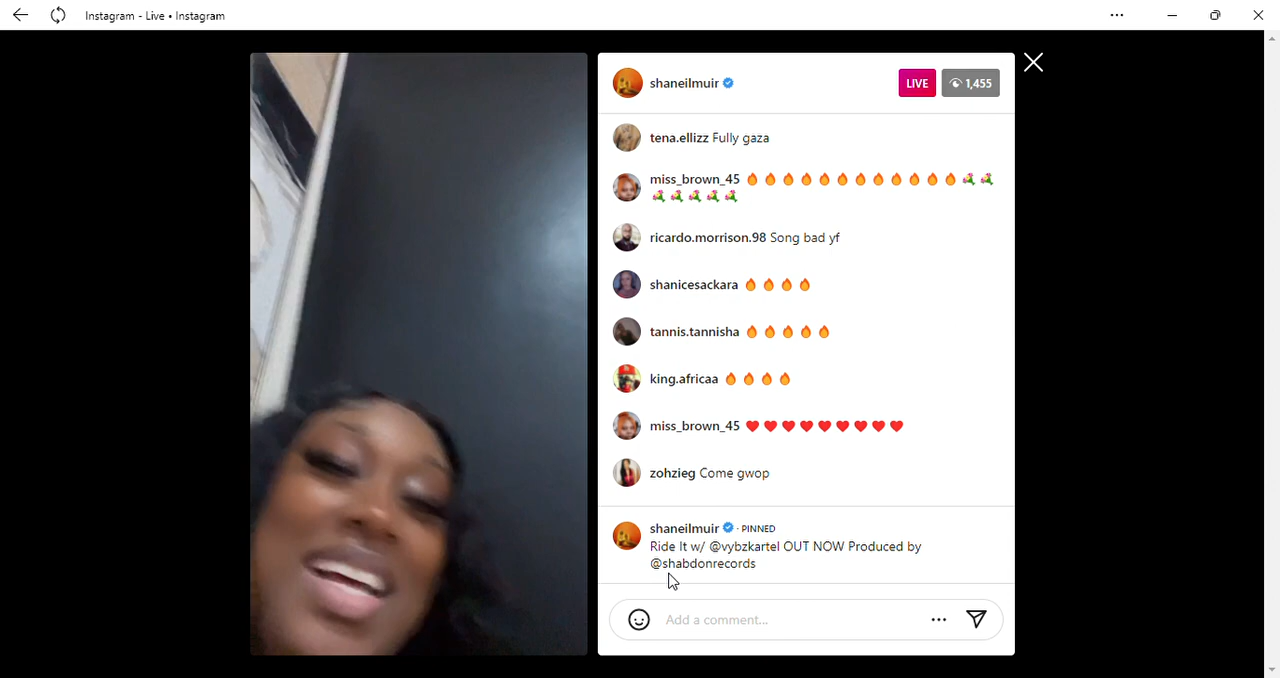 Instagram - Live • Instagram
shaneilmuir
LIVE
1,455
tena.ellizz Fully gaza
miss_brown_45 🔥🔥🔥🔥🔥🔥🔥🔥🔥🔥🔥🔥💐💐
💐💐💐💐💐
ricardo.morrison.98 Song bad yf
shanicesackara 🔥🔥🔥🔥
tannis.tannisha 🔥🔥🔥🔥🔥
king.africaa 🔥🔥🔥🔥
miss_brown_45 ❤️❤️❤️❤️❤️❤️❤️❤️❤️
zohzieg Come gwop
shaneilmuir · PINNED
Ride It w/ @vybzkartel OUT NOW Produced by
@shabdonrecords
Add a comment...